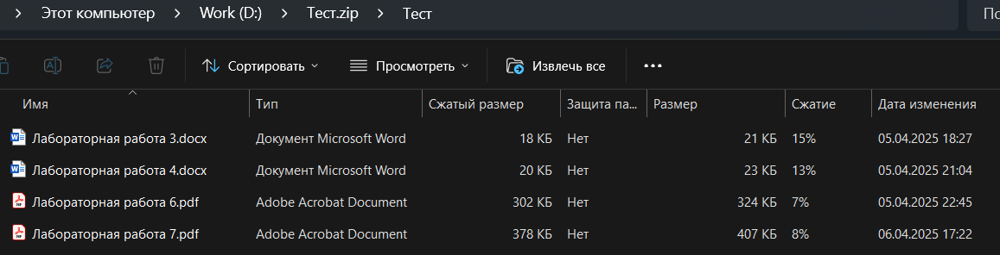 Этот компьютер > Work (D:) > Тест.zip > Тест По
Сортировать Просмотреть Извлечь все •••
Имя Тип Сжатый размер Защита па... Размер Сжатие Дата изменения
Лабораторная работа 3.docx Документ Microsoft Word 18 КБ Нет 21 КБ 15% 05.04.2025 18:27
Лабораторная работа 4.docx Документ Microsoft Word 20 КБ Нет 23 КБ 13% 05.04.2025 21:04
Лабораторная работа 6.pdf Adobe Acrobat Document 302 КБ Нет 324 КБ 7% 05.04.2025 22:45
Лабораторная работа 7.pdf Adobe Acrobat Document 378 КБ Нет 407 КБ 8% 06.04.2025 17:22